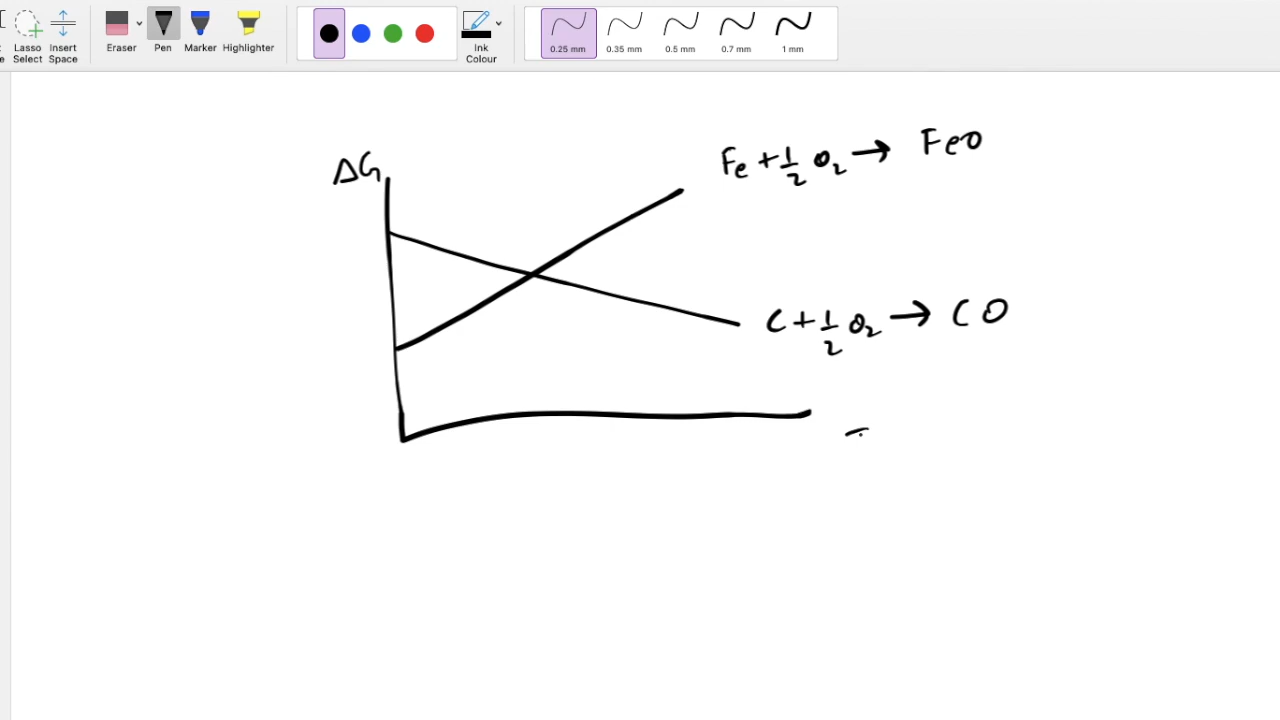 Lasso Select
Insert Space
Eraser
Pen
Marker
Highlighter
Ink Colour
0.25 mm
0.35 mm
0.5 mm
0.7 mm
1 mm
ΔG
Fe + 1/2 O₂ → FeO
C + 1/2 O₂ → CO